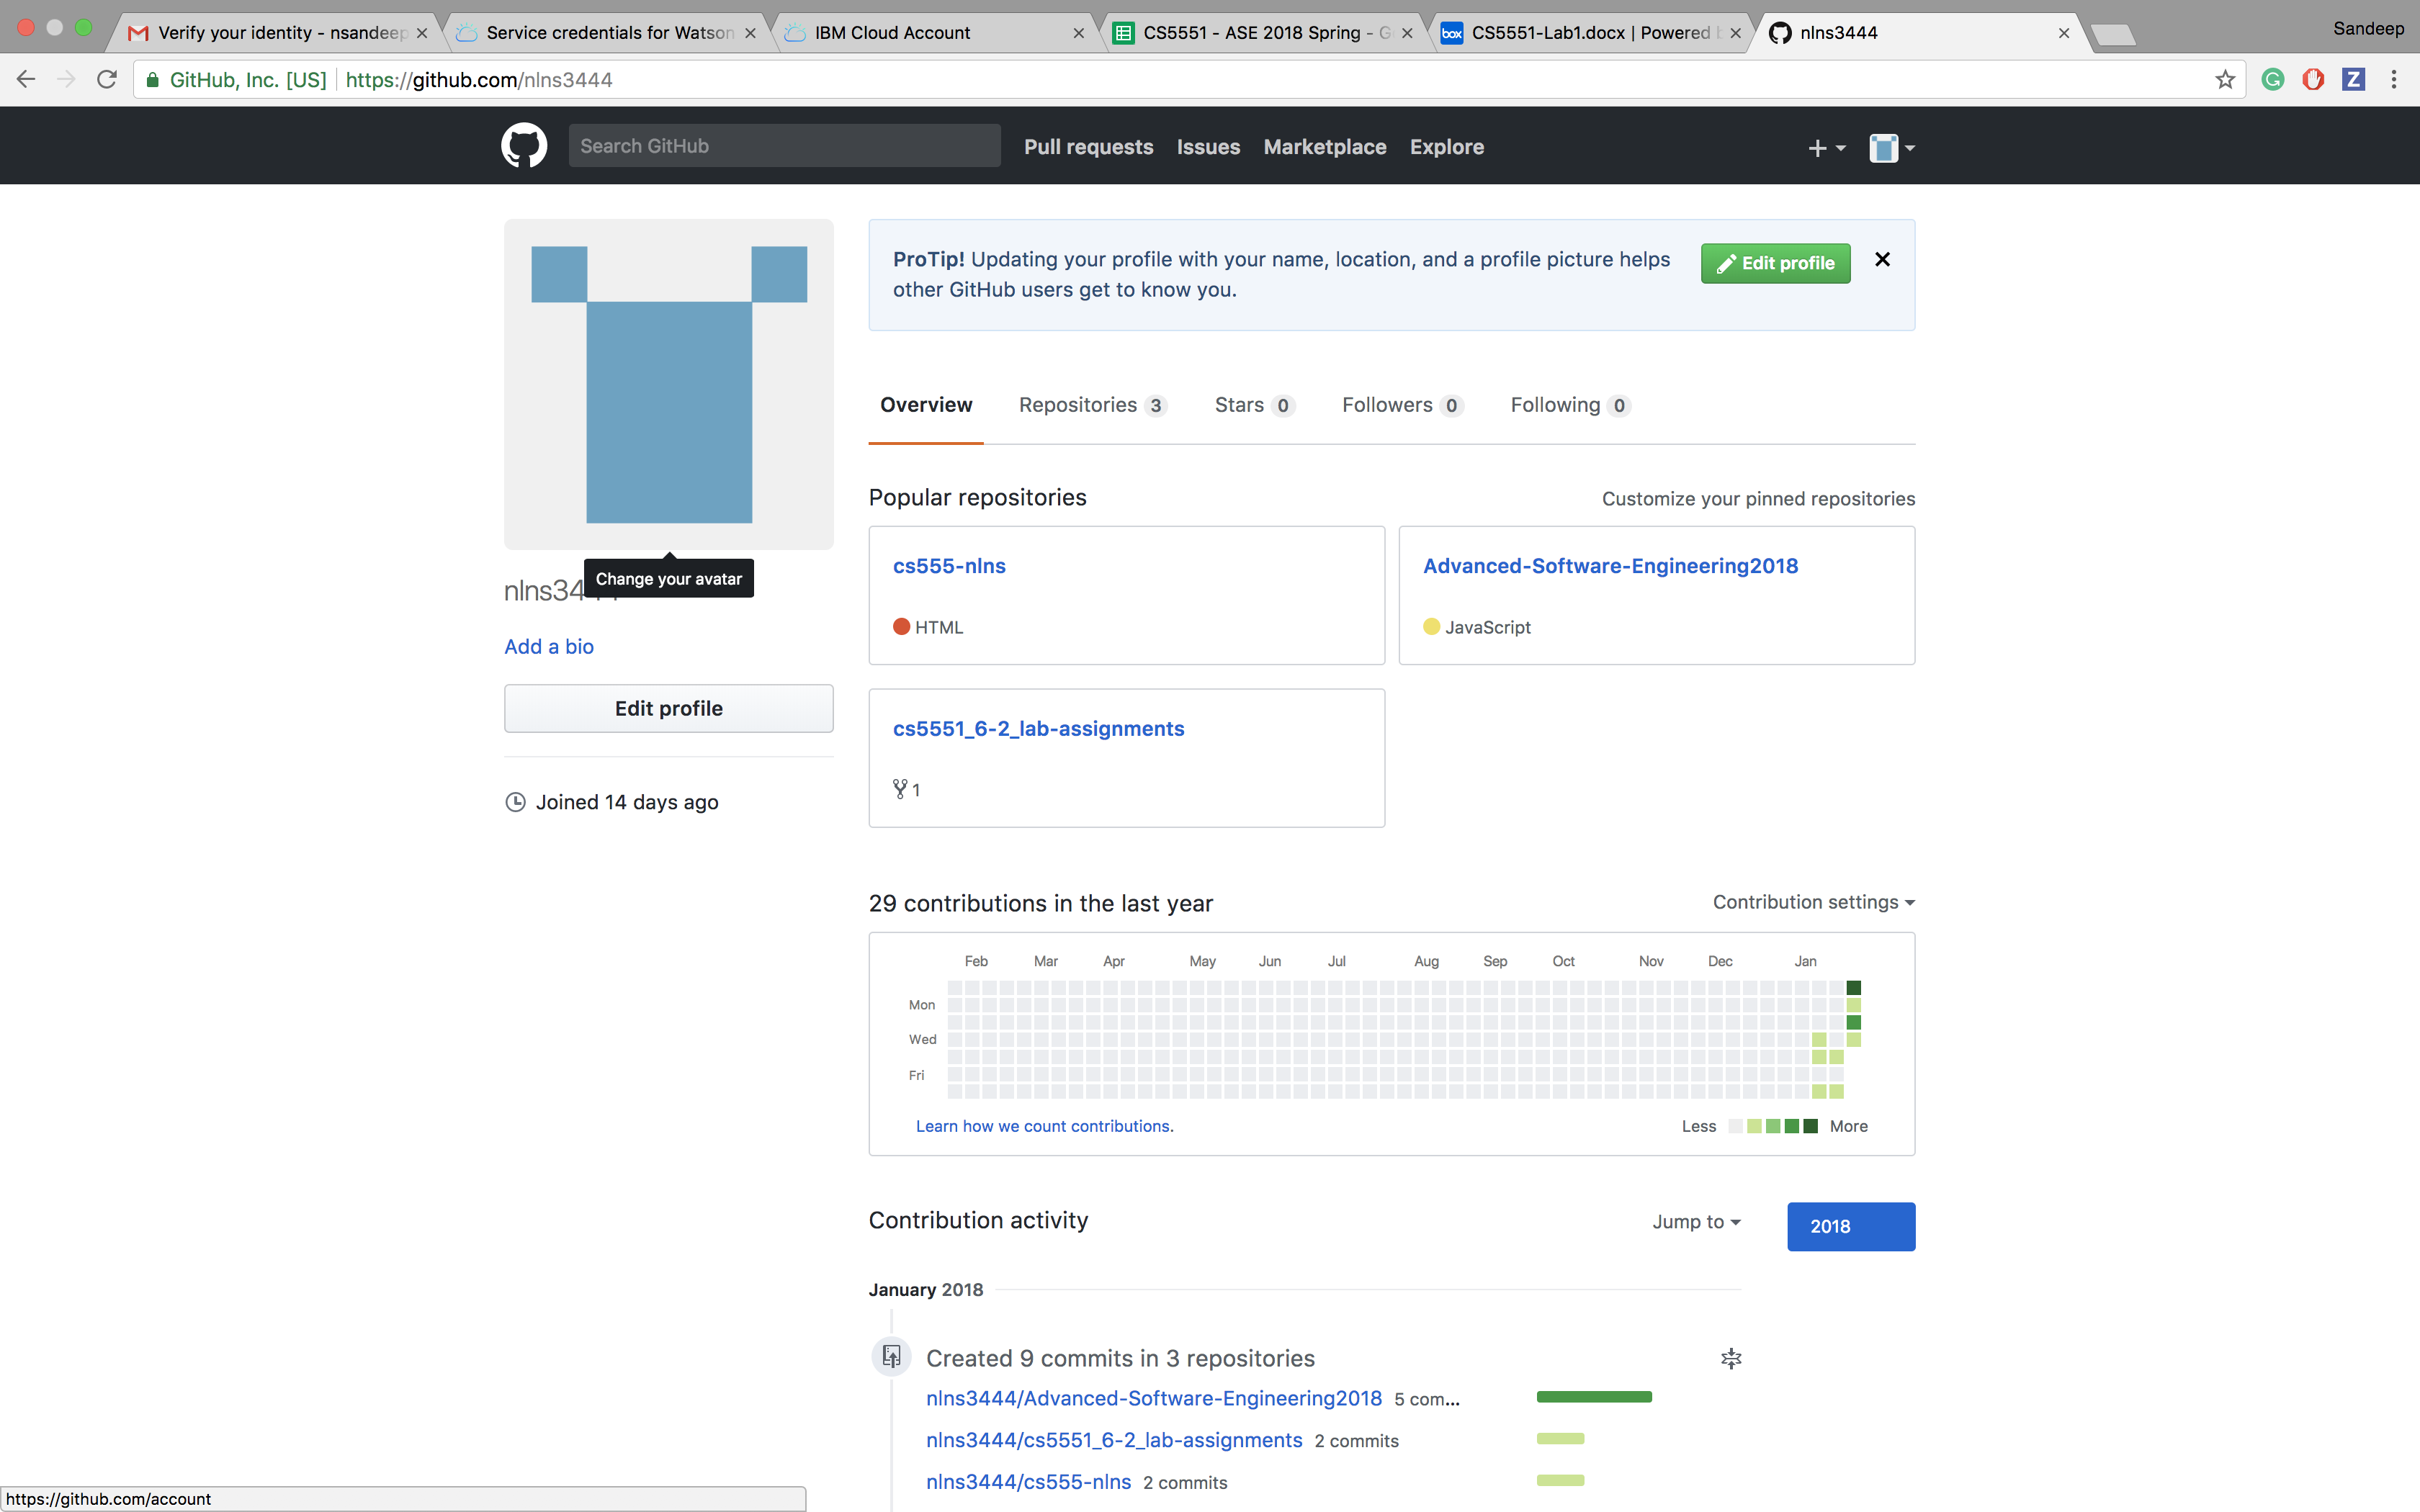 Verify your identity - nsandeep
Service credentials for Watson
IBM Cloud Account
CS5551 - ASE 2018 Spring - G
CS5551-Lab1.docx | Powered b
nlns3444
Sandeep
GitHub, Inc. [US] https://github.com/nlns3444
Search GitHub
Pull requests Issues Marketplace Explore
ProTip! Updating your profile with your name, location, and a profile picture helps
other GitHub users get to know you.
Edit profile
Overview Repositories 3 Stars 0 Followers 0 Following 0
Popular repositories
Customize your pinned repositories
cs555-nlns
HTML
Advanced-Software-Engineering2018
JavaScript
cs5551_6-2_lab-assignments
1
Change your avatar
Add a bio
Edit profile
Joined 14 days ago
29 contributions in the last year
Contribution settings
Feb Mar Apr May Jun Jul Aug Sep Oct Nov Dec Jan
Mon
Wed
Fri
Learn how we count contributions.
Less More
Contribution activity
Jump to
2018
January 2018
Created 9 commits in 3 repositories
nlns3444/Advanced-Software-Engineering2018 5 com...
nlns3444/cs5551_6-2_lab-assignments 2 commits
nlns3444/cs555-nlns 2 commits
https://github.com/account